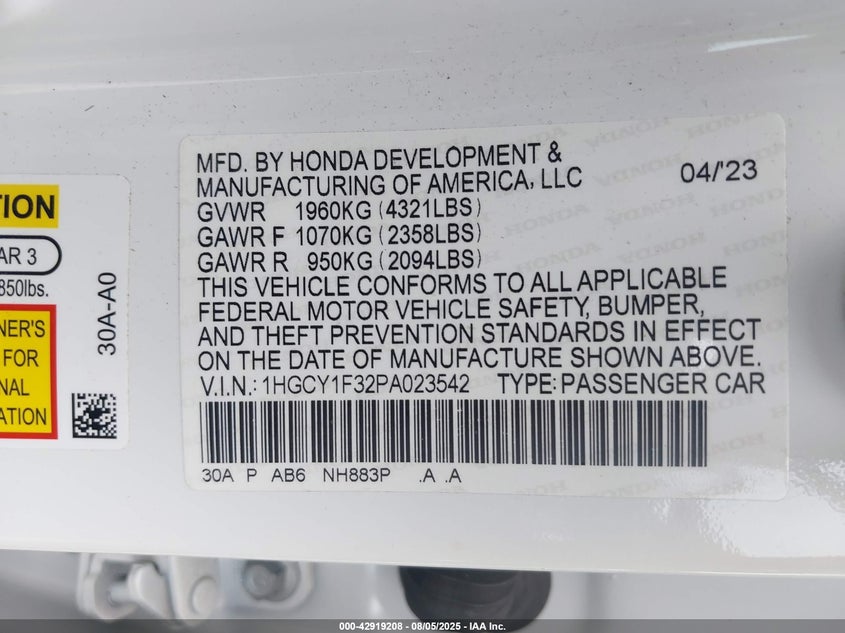 TION
AR 3
850lbs.
NER'S
FOR
NAL
ATION
30A-A0
MFD. BY HONDA DEVELOPMENT &
MANUFACTURING OF AMERICA, LLC 04/'23
GVWR 1960KG (4321LBS)
GAWR F 1070KG (2358LBS)
GAWR R 950KG (2094LBS)
THIS VEHICLE CONFORMS TO ALL APPLICABLE
FEDERAL MOTOR VEHICLE SAFETY, BUMPER,
AND THEFT PREVENTION STANDARDS IN EFFECT
ON THE DATE OF MANUFACTURE SHOWN ABOVE.
V.I.N.: 1HGCY1F32PA023542 TYPE: PASSENGER CAR
30A P AB6 NH883P .A .A
000-42919208 - 08/05/2025 - IAA Inc.